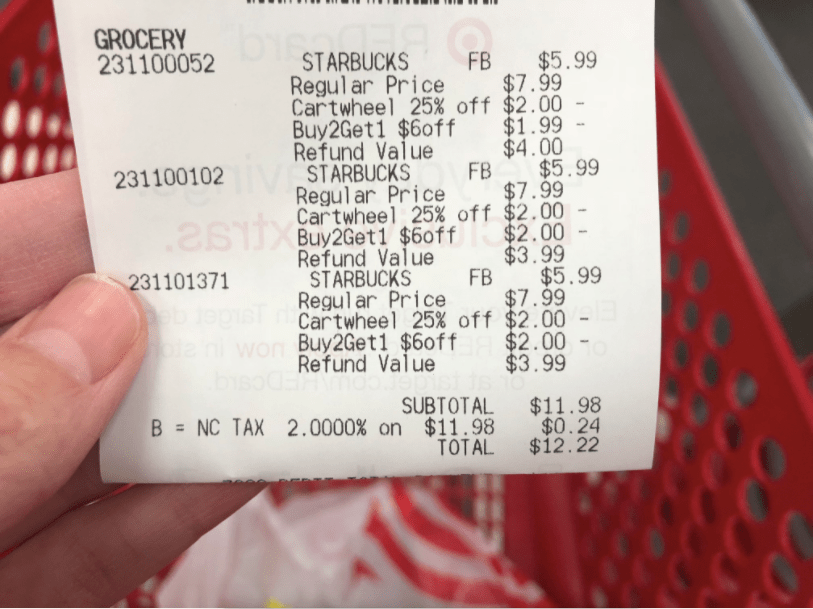 GROCERY
231100052 STARBUCKS FB $5.99
Regular Price $7.99
Cartwheel 25% off $2.00 -
Buy2Get1 $6off $1.99 -
Refund Value $4.00
231100102 STARBUCKS FB $5.99
Regular Price $7.99
Cartwheel 25% off $2.00 -
Buy2Get1 $6off $2.00 -
Refund Value $3.99
231101371 STARBUCKS FB $5.99
Regular Price $7.99
Cartwheel 25% off $2.00 -
Buy2Get1 $6off $2.00 -
Refund Value $3.99
SUBTOTAL $11.98
B = NC TAX 2.0000% on $11.98 $0.24
TOTAL $12.22